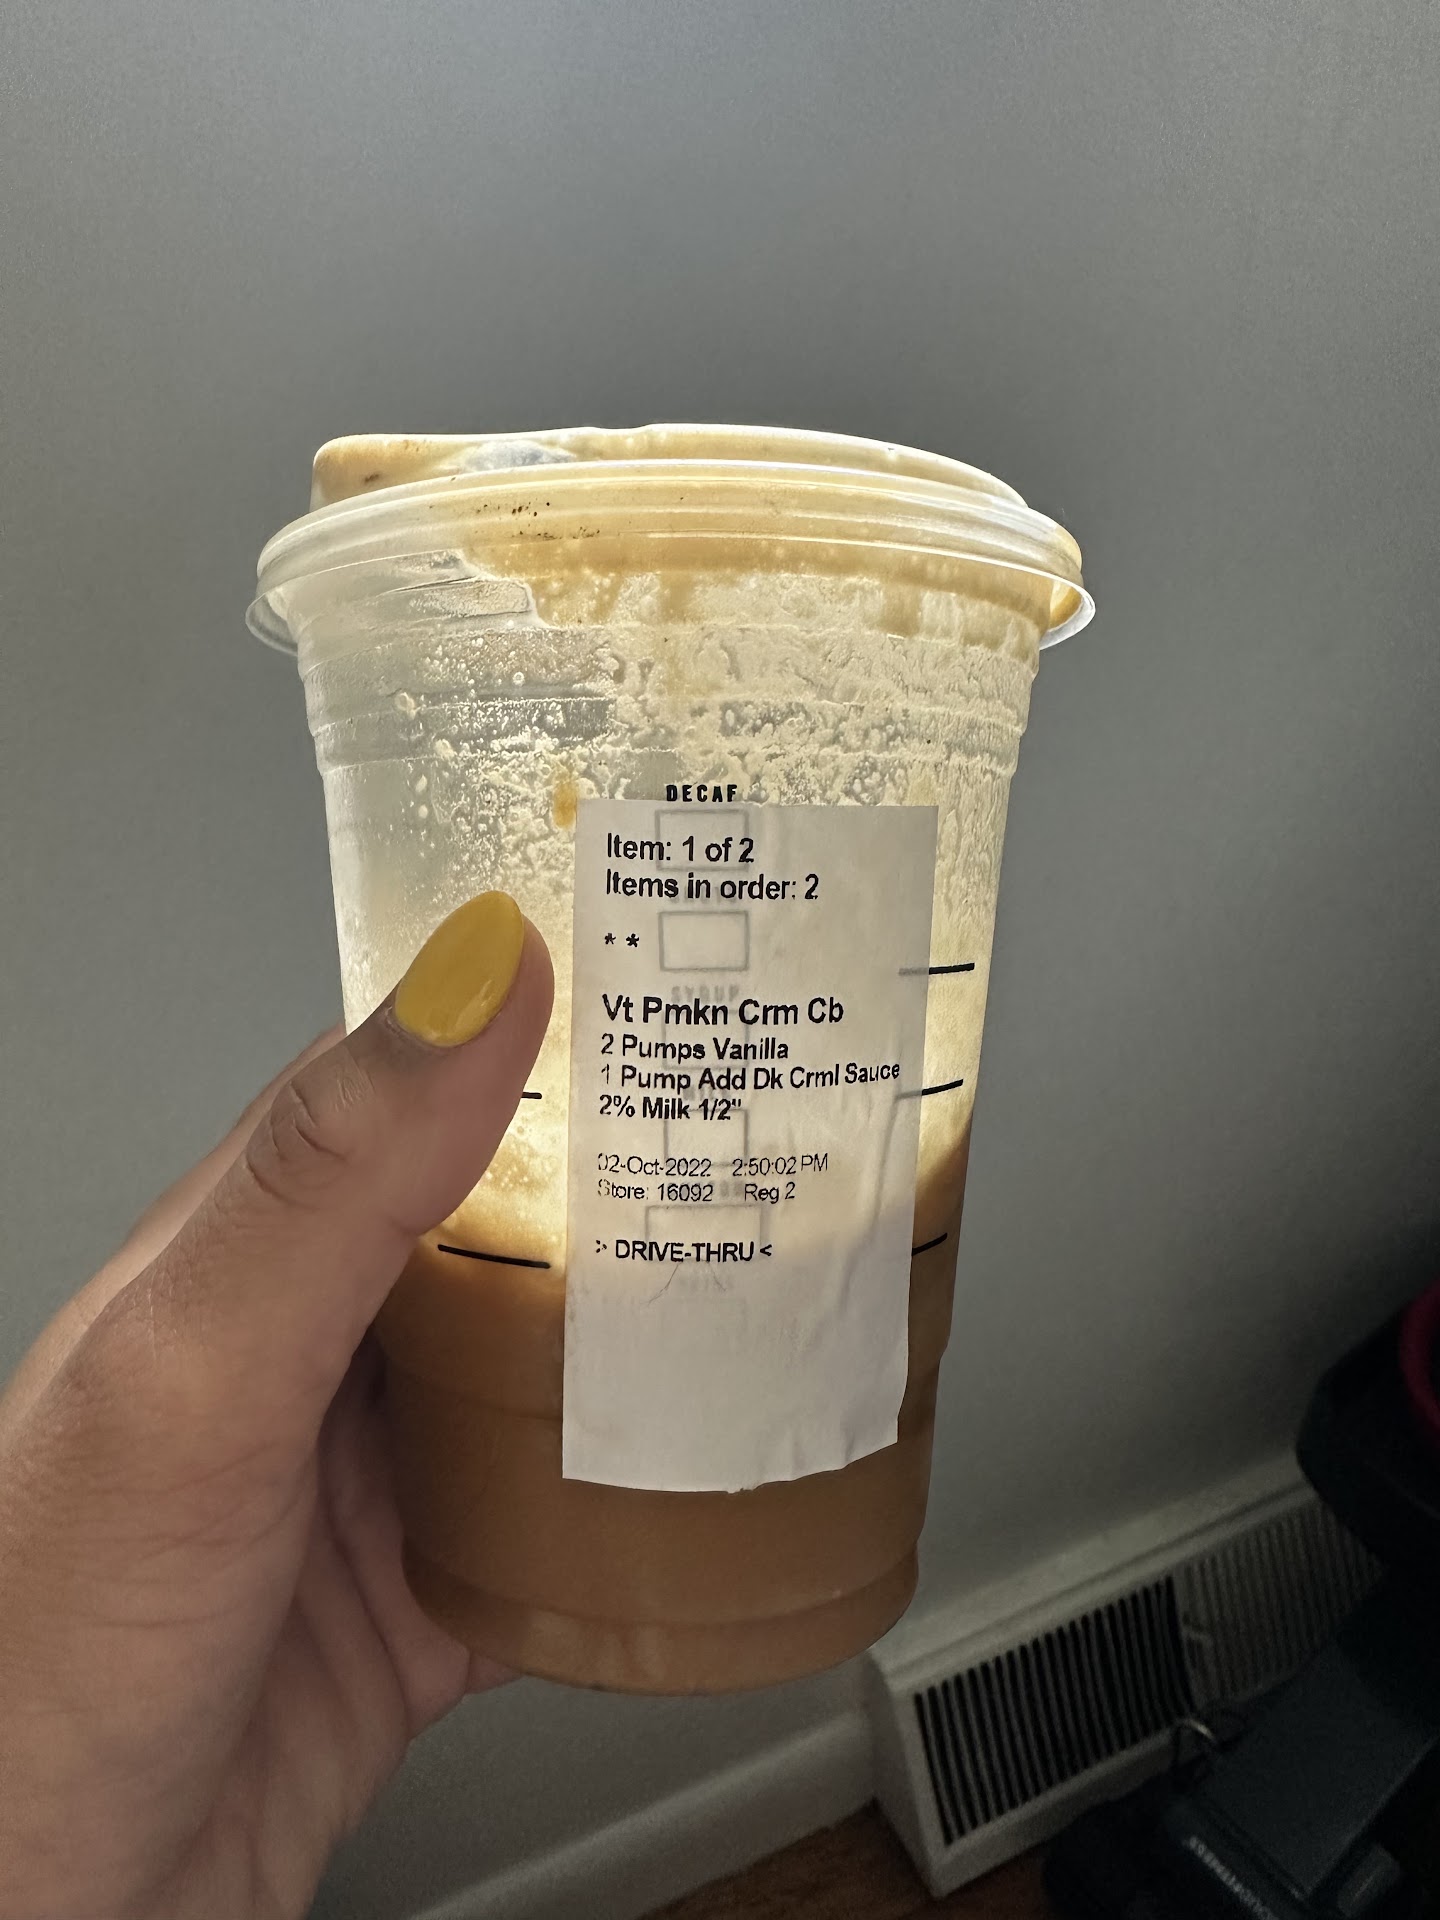 DECAF
Item: 1 of 2
Items in order: 2
* *
Vt Pmkn Crm Cb
2 Pumps Vanilla
1 Pump Add Dk Crml Sauce
2% Milk 1/2"
02-Oct-2022 2:50:02 PM
Store: 16092 Reg 2
> DRIVE-THRU <